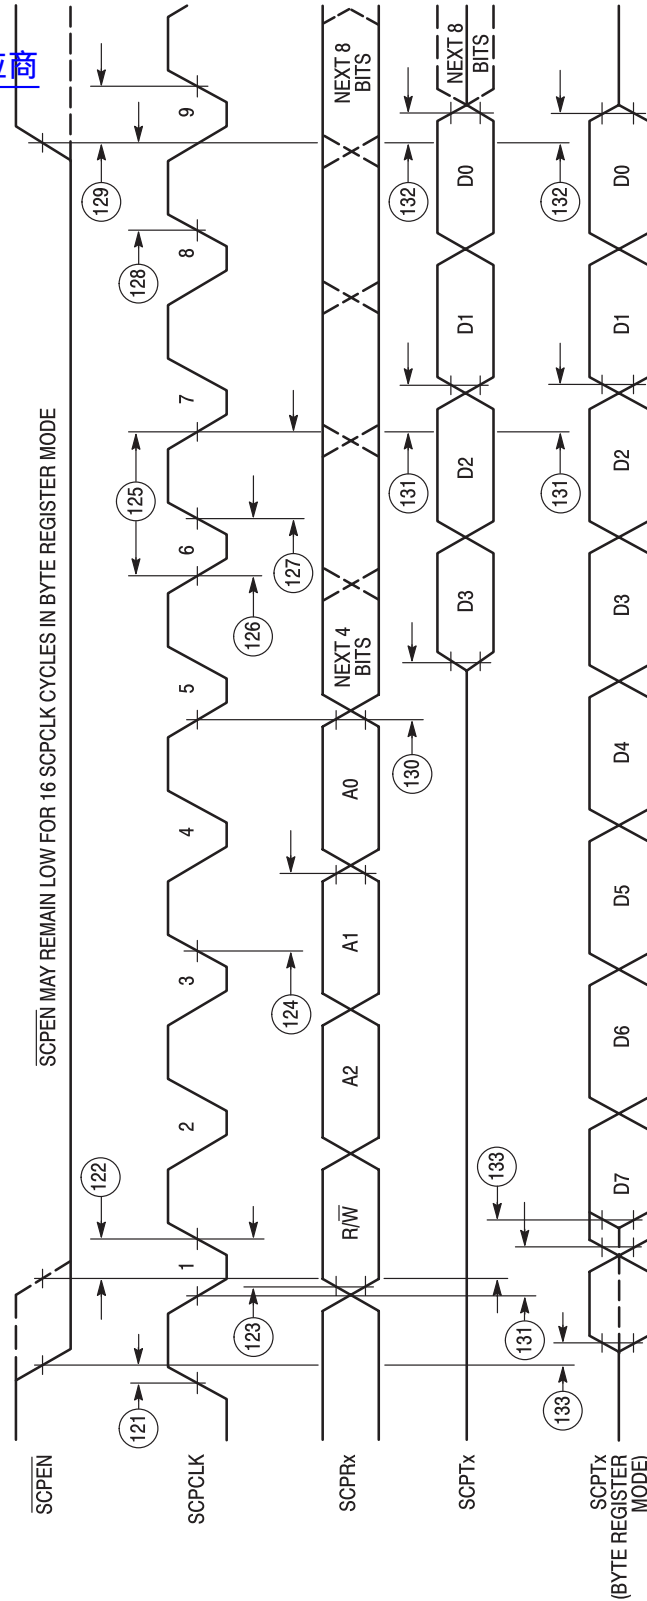 应商
SCPEN MAY REMAIN LOW FOR 16 SCPCLK CYCLES IN BYTE REGISTER MODE
SCPEN
SCPCLK
1
2
3
4
5
6
7
8
9
121
122
123
124
125
126
127
128
129
SCPRx
R/W
A2
A1
A0
NEXT 4
BITS
NEXT 8
BITS
130
131
132
SCPTx
D3
D2
D1
D0
NEXT 8
BITS
133
131
133
131
132
SCPTx
(BYTE REGISTER
MODE)
D7
D6
D5
D4
D3
D2
D1
D0